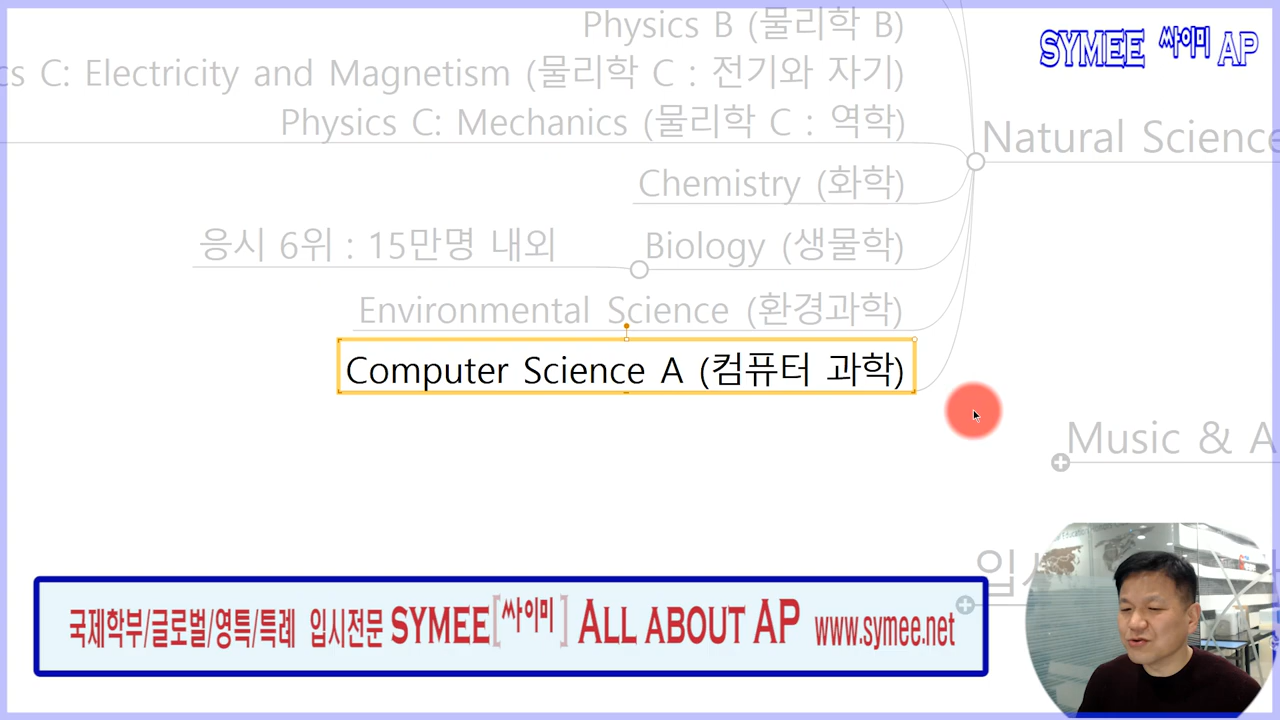 Physics B (물리학 B)
cs C: Electricity and Magnetism (물리학 C : 전기와 자기)
Physics C: Mechanics (물리학 C : 역학)
Natural Science
Chemistry (화학)
응시 6위 : 15만명 내외
Biology (생물학)
Environmental Science (환경과학)
Computer Science A (컴퓨터 과학)
Music & A
SYMEE 싸이미 AP
국제학부/글로벌/영특/특례 입시전문 SYMEE[싸이미] ALL ABOUT AP www.symee.net